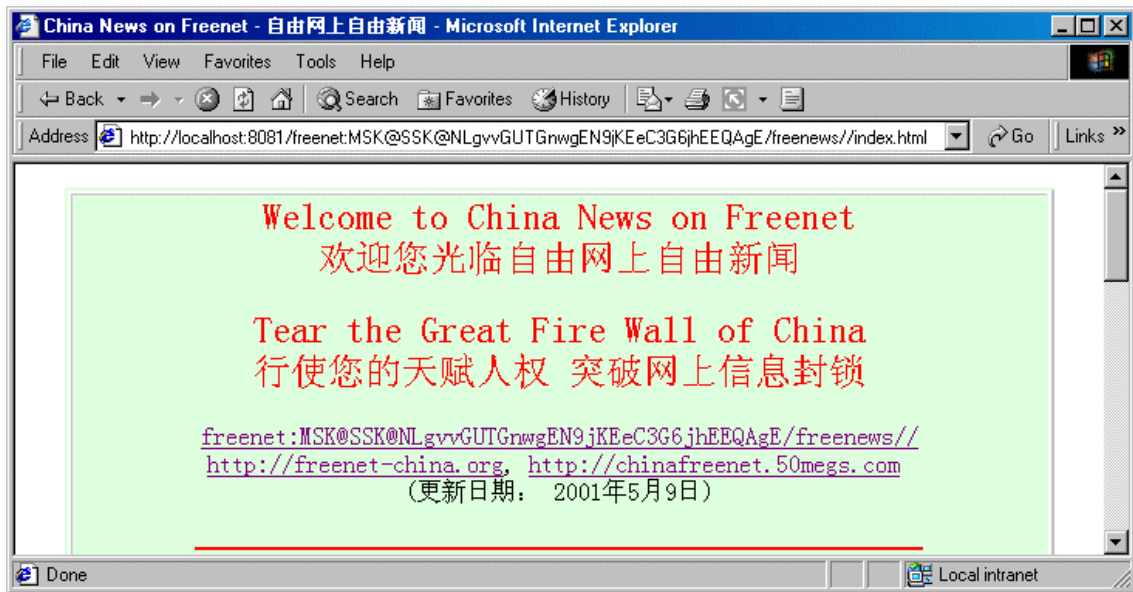 China News on Freenet - 自由网上自由新闻 - Microsoft Internet Explorer
File Edit View Favorites Tools Help
Back Search Favorites History
Address http://localhost:8081/freenet:MSK@SSK@NLgvvGUTGnwgEN9jKEeC3G6jhEEQAgE/freenews//index.html Go Links »
Welcome to China News on Freenet
欢迎您光临自由网上自由新闻
Tear the Great Fire Wall of China
行使您的天赋人权 突破网上信息封锁
freenet:MSK@SSK@NLgvvGUTGnwgEN9jKEeC3G6jhEEQAgE/freenews//
http://freenet-china.org, http://chinafreenet.50megs.com
(更新日期： 2001年5月9日)
Done Local intranet